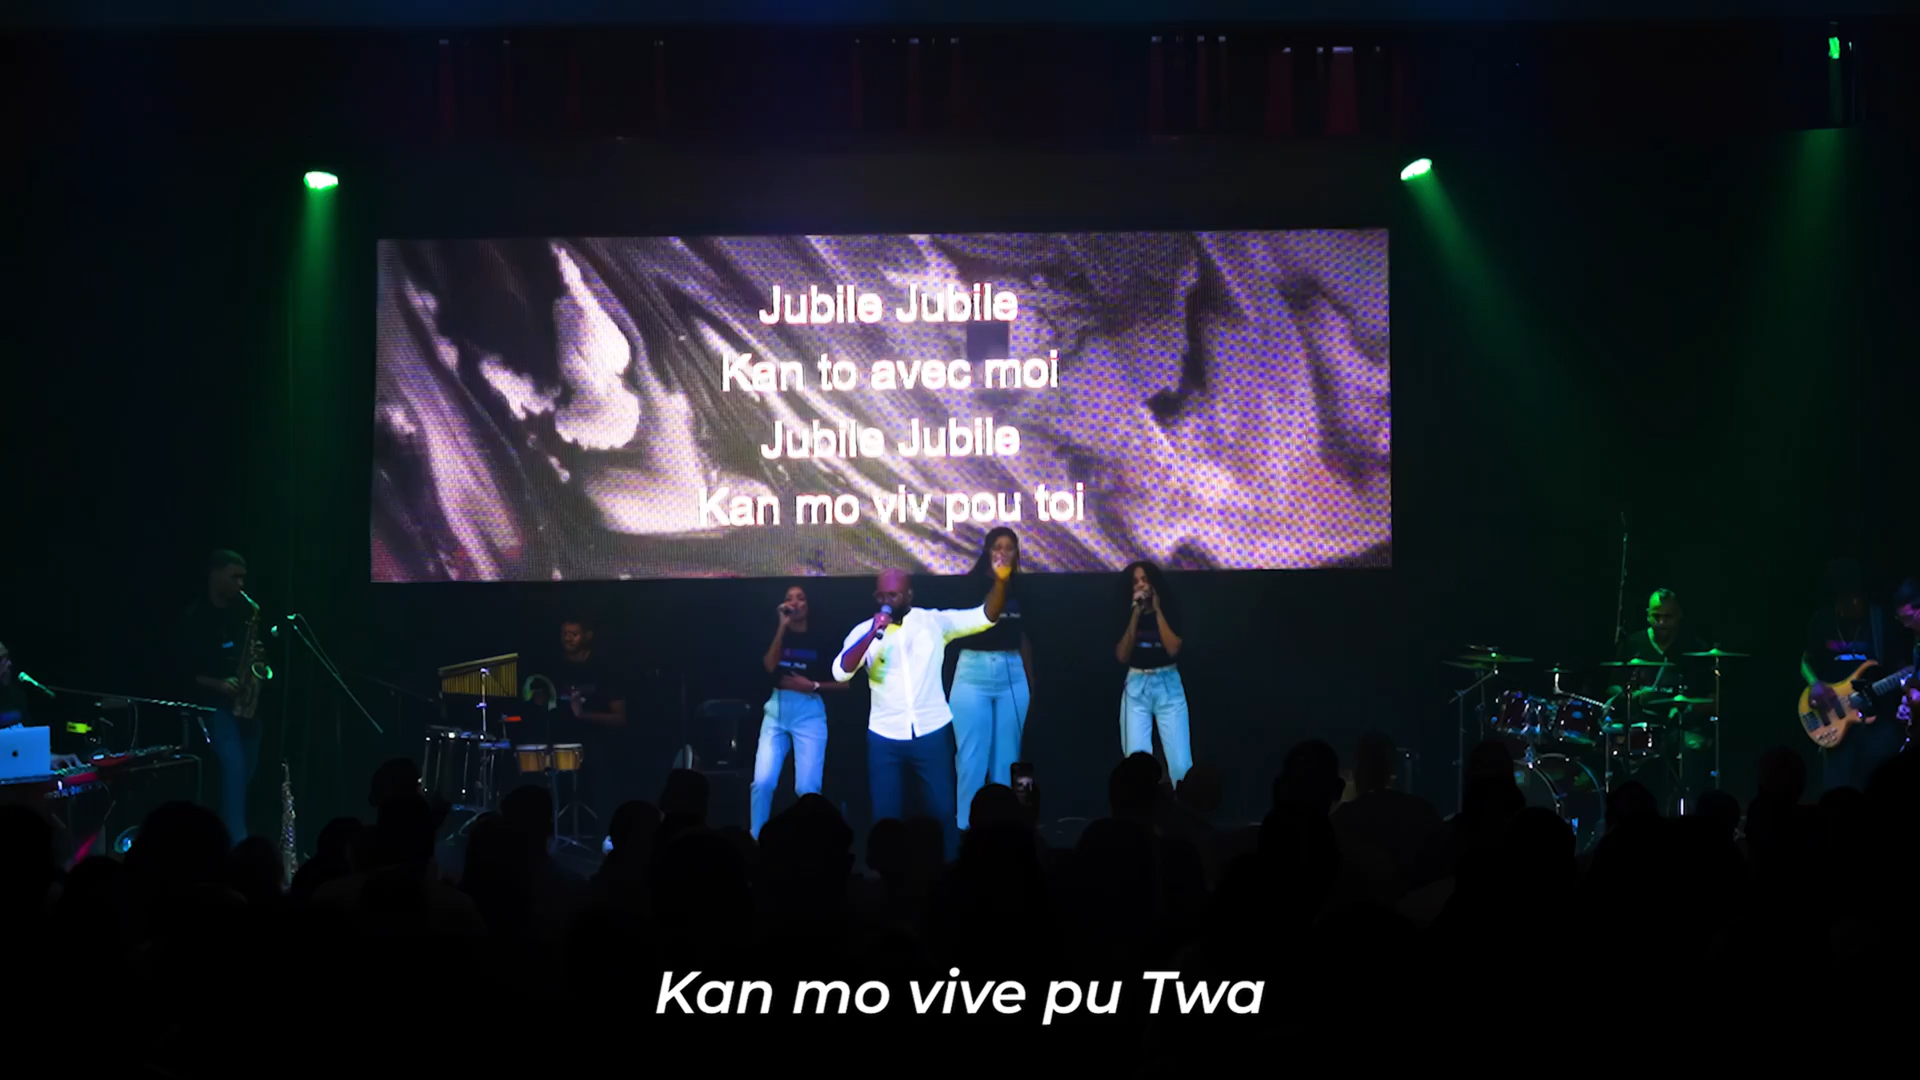 Jubile Jubile
Kan to avec moi
Jubile Jubile
Kan mo viv pou toi
Kan mo vive pu Twa